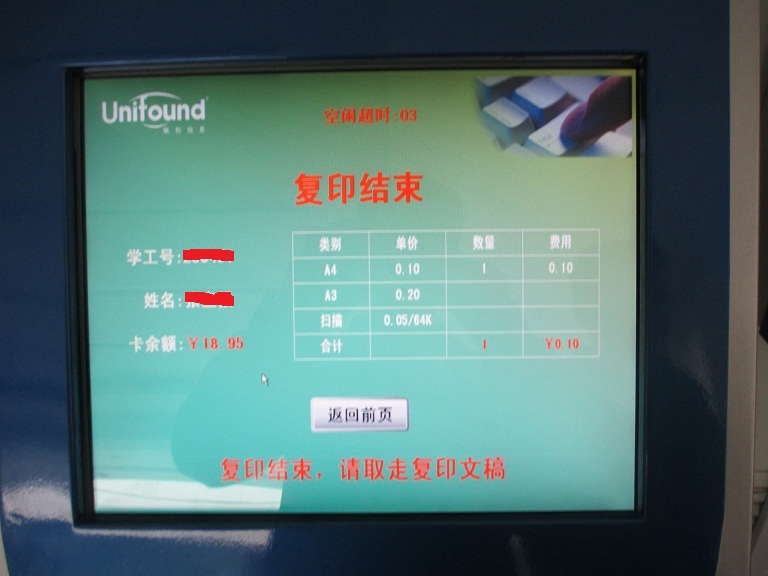 Unifound
空闲超时:03
复印结束
学工号:
姓名:
卡余额:￥18.95
类别 单价 数量 费用
A4 0.10 1 0.10
A3 0.20
扫描 0.05/64K
合计 1 ￥0.10
返回前页
复印结束，请取走复印文稿